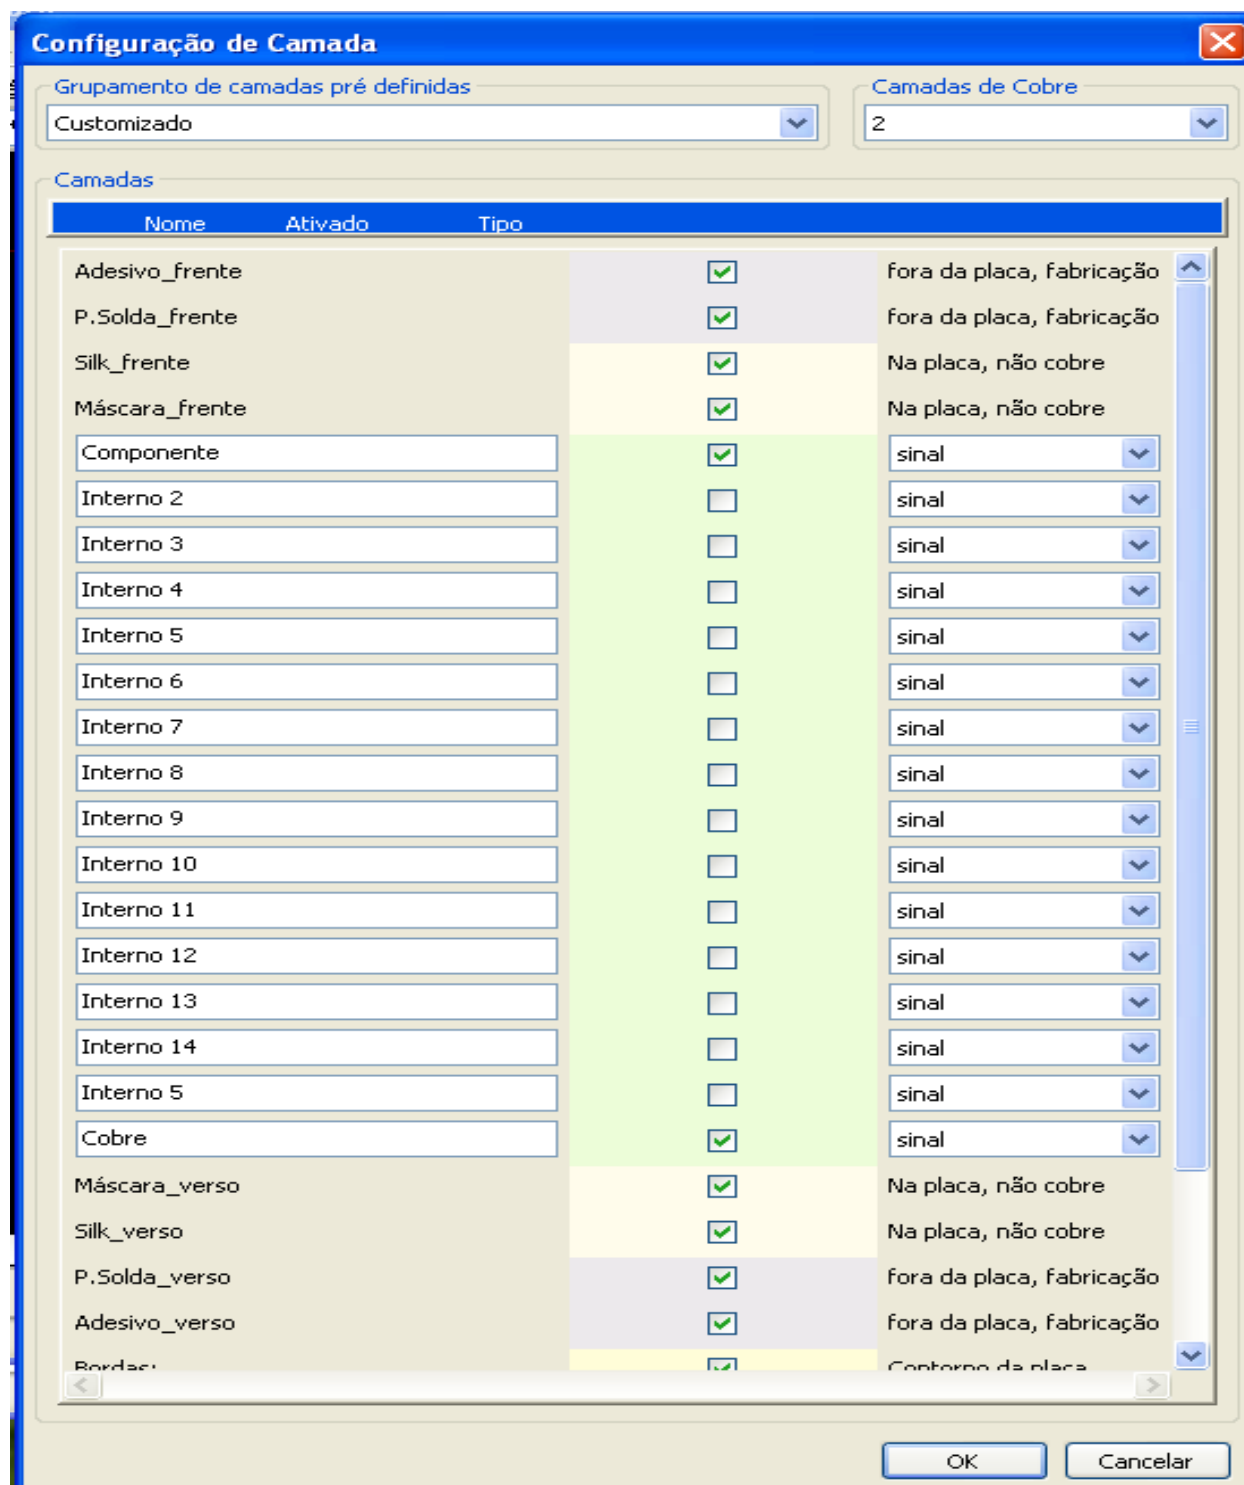 Configuração de Camada
Grupamento de camadas pré definidas
Camadas de Cobre
Customizado
2
Camadas
Nome Ativado Tipo
Adesivo_frente fora da placa, fabricação
P.Solda_frente fora da placa, fabricação
Silk_frente Na placa, não cobre
Máscara_frente Na placa, não cobre
Componente sinal
Interno 2 sinal
Interno 3 sinal
Interno 4 sinal
Interno 5 sinal
Interno 6 sinal
Interno 7 sinal
Interno 8 sinal
Interno 9 sinal
Interno 10 sinal
Interno 11 sinal
Interno 12 sinal
Interno 13 sinal
Interno 14 sinal
Interno 5 sinal
Cobre sinal
Máscara_verso Na placa, não cobre
Silk_verso Na placa, não cobre
P.Solda_verso fora da placa, fabricação
Adesivo_verso fora da placa, fabricação
Bordas: Contorno da placa
OK Cancelar